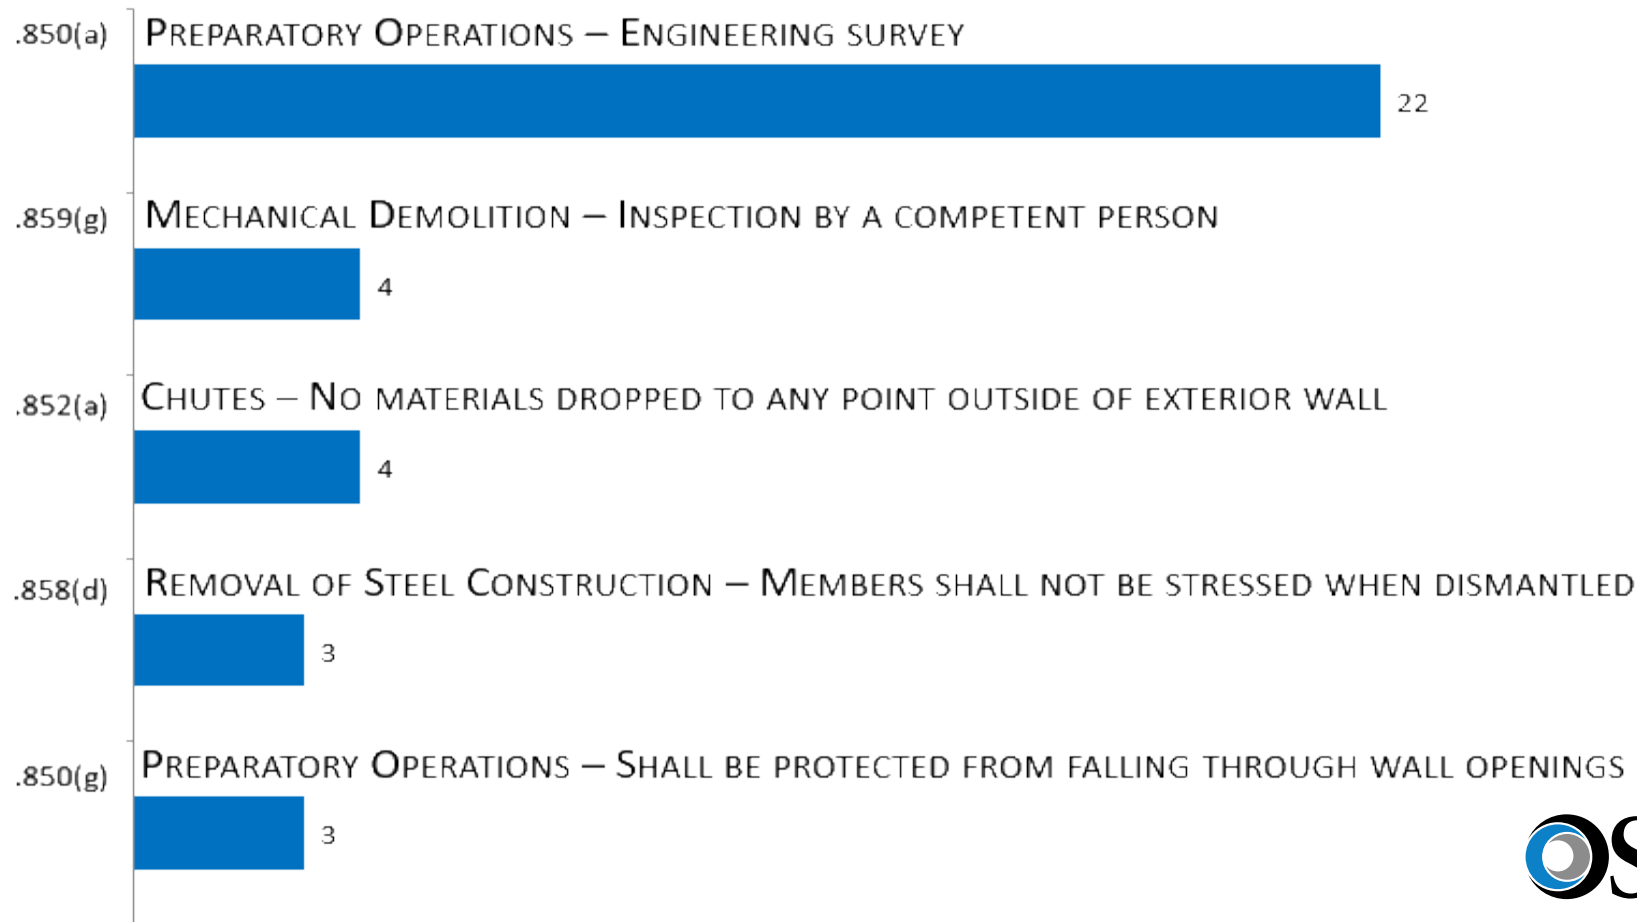 .850(a) PREPARATORY OPERATIONS – ENGINEERING SURVEY
22
.859(g) MECHANICAL DEMOLITION – INSPECTION BY A COMPETENT PERSON
4
.852(a) CHUTES – NO MATERIALS DROPPED TO ANY POINT OUTSIDE OF EXTERIOR WALL
4
.858(d) REMOVAL OF STEEL CONSTRUCTION – MEMBERS SHALL NOT BE STRESSED WHEN DISMANTLED
3
.850(g) PREPARATORY OPERATIONS – SHALL BE PROTECTED FROM FALLING THROUGH WALL OPENINGS
3